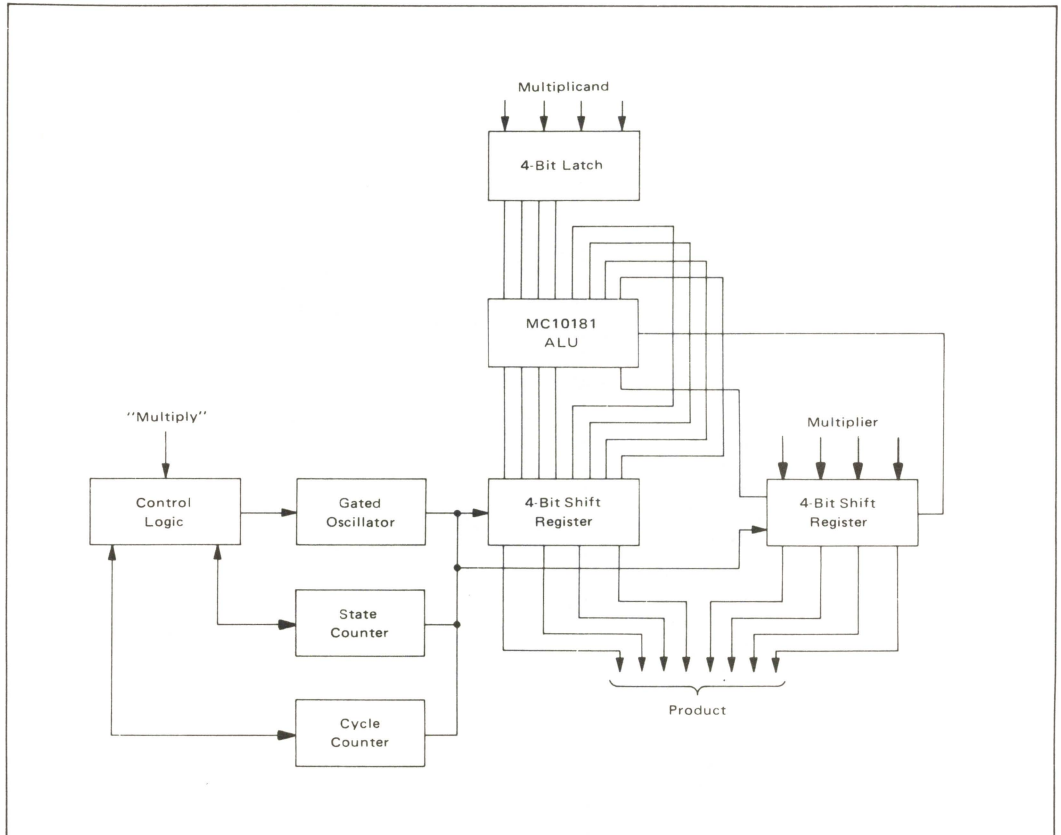 Multiplicand
4-Bit Latch
MC10181
ALU
"Multiply"
Multiplier
Control
Logic
Gated
Oscillator
4-Bit Shift
Register
4-Bit Shift
Register
State
Counter
Product
Cycle
Counter